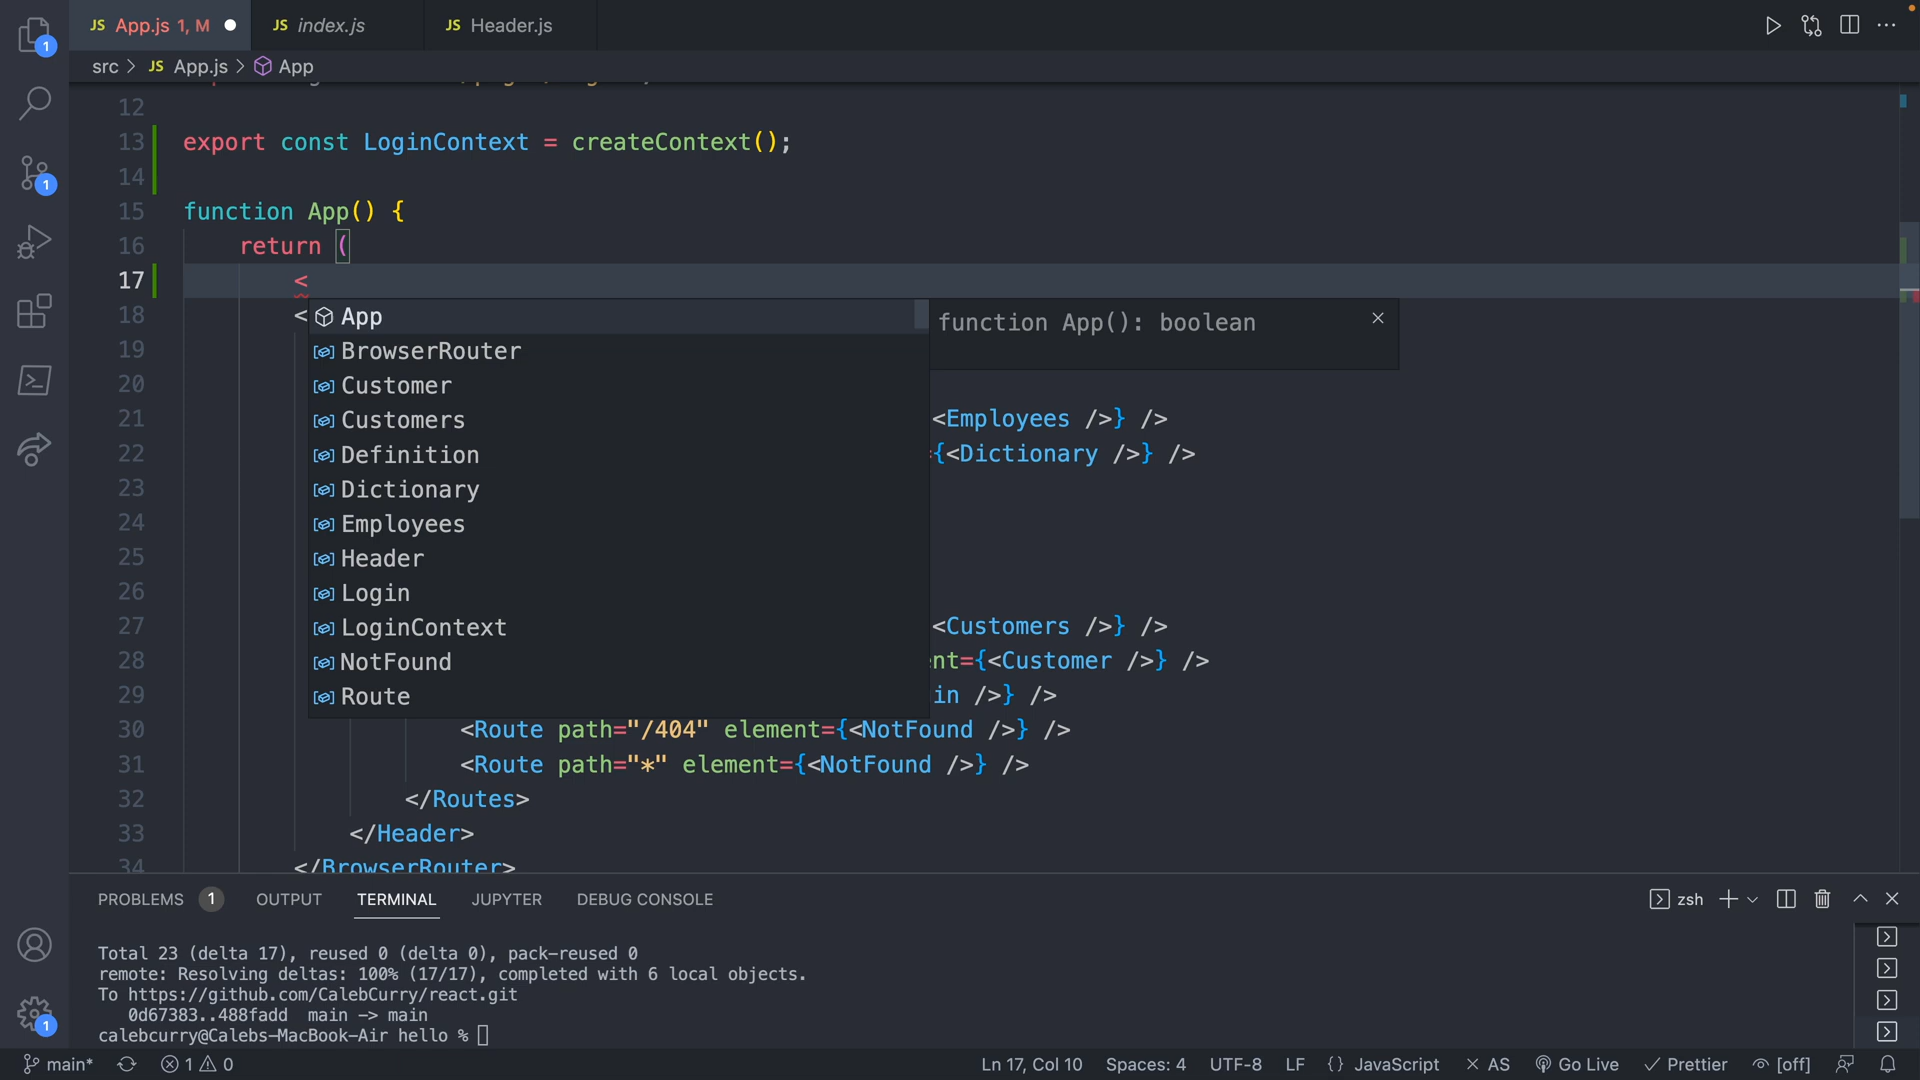 JS App.js 1, M
JS index.js
JS Header.js
src > JS App.js > App
12
13 export const LoginContext = createContext();
14
15 function App() {
16 return (
17 <
18 <
19
20
21 <Employees />} />
22 {<Dictionary />} />
23
24
25
26
27 <Customers />} />
28 nt={<Customer />} />
29 in />} />
30 <Route path="/404" element={<NotFound />} />
31 <Route path="*" element={<NotFound />} />
32 </Routes>
33 </Header>
34 </BrowserRouter>
App
BrowserRouter
Customer
Customers
Definition
Dictionary
Employees
Header
Login
LoginContext
NotFound
Route
function App(): boolean
PROBLEMS 1 OUTPUT TERMINAL JUPYTER DEBUG CONSOLE
zsh
Total 23 (delta 17), reused 0 (delta 0), pack-reused 0
remote: Resolving deltas: 100% (17/17), completed with 6 local objects.
To https://github.com/CalebCurry/react.git
0d67383..488fadd main -> main
calebcurry@Calebs-MacBook-Air hello %
1
1
1
main* 1 0 Ln 17, Col 10 Spaces: 4 UTF-8 LF {} JavaScript AS Go Live Prettier [off]